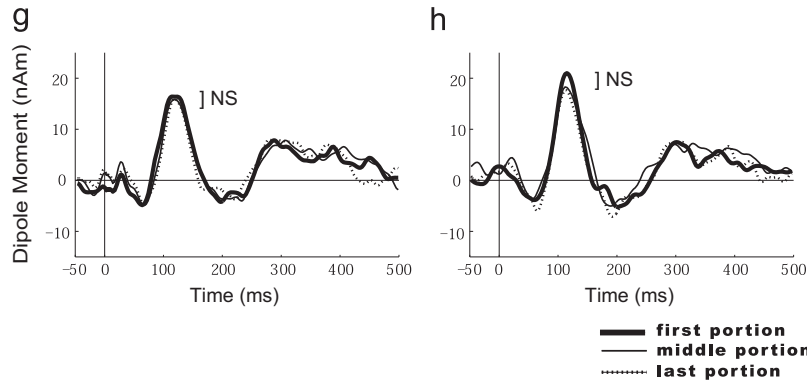 g
h
Dipole Moment (nAm)
20
10
0
-10
] NS
-50 0 100 200 300 400 500
Time (ms)
20
10
0
-10
] NS
-50 0 100 200 300 400 500
Time (ms)
first portion
middle portion
last portion